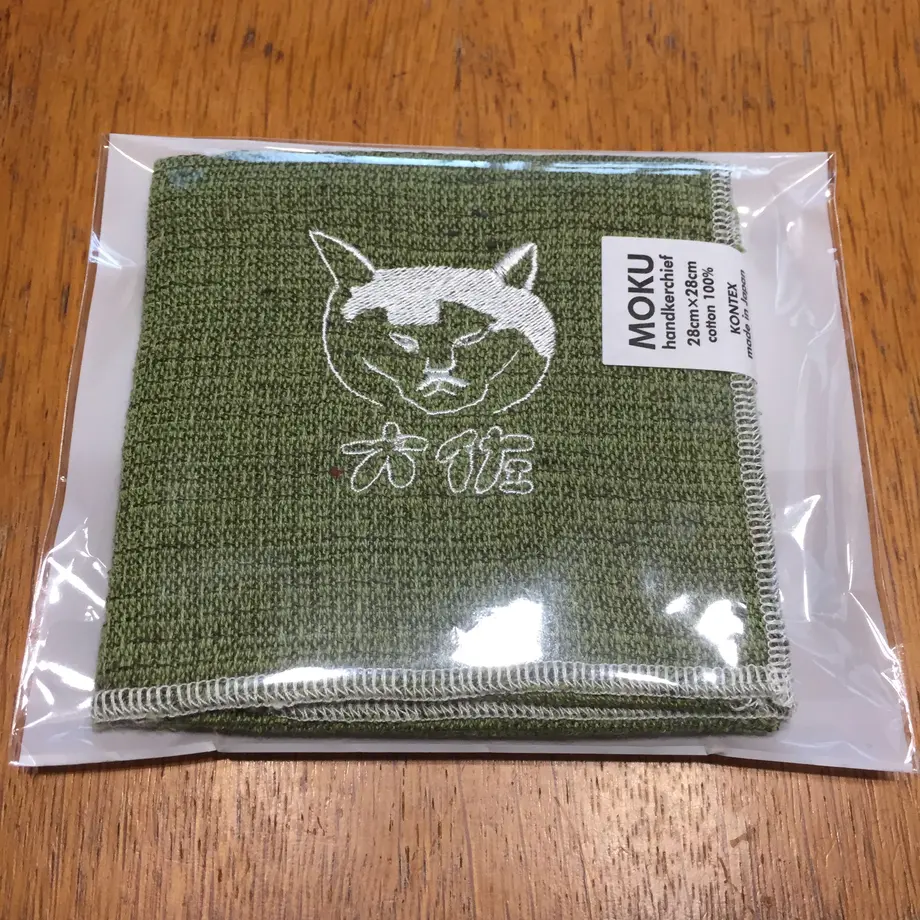 MOKU
handkerchief
28cm×28cm
cotton 100%
KONTEX
made in Japan
大佐